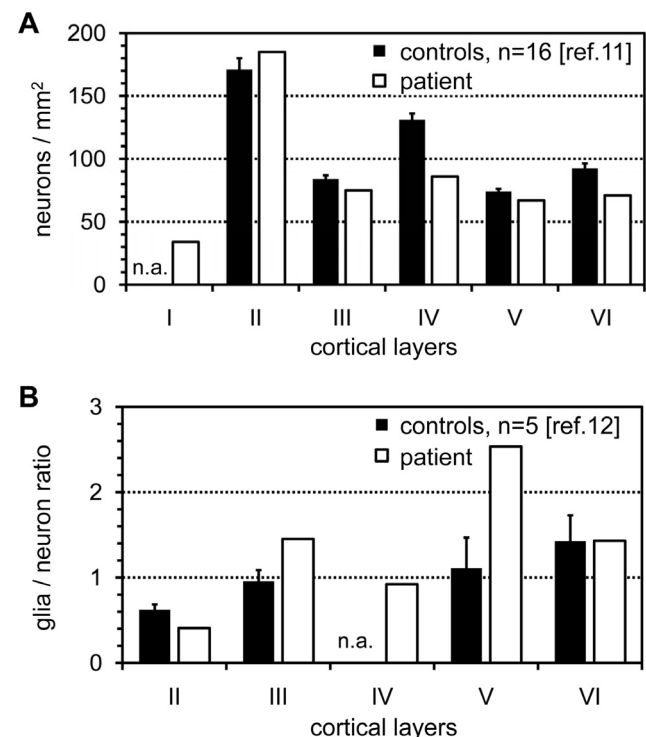 A
200
150
100
50
0
neurons / mm²
controls, n=16 [ref.11]
patient
n.a.
I II III IV V VI
cortical layers
B
3
2
1
0
glia / neuron ratio
controls, n=5 [ref.12]
patient
n.a.
II III IV V VI
cortical layers